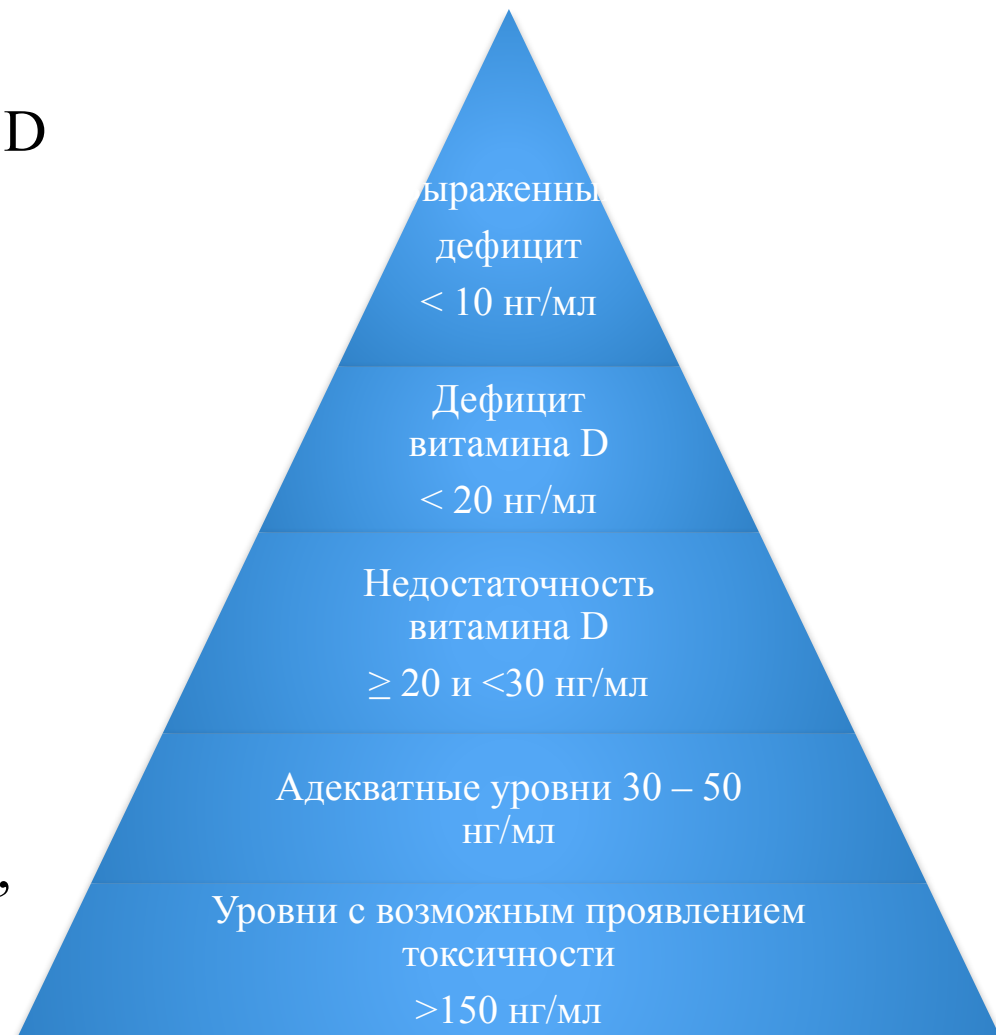 D
ыраженны
дефицит
< 10 нг/мл
Дефицит
витамина D
< 20 нг/мл
Недостаточность
витамина D
≥ 20 и <30 нг/мл
Адекватные уровни 30 – 50
нг/мл
,
Уровни с возможным проявлением
токсичности
>150 нг/мл